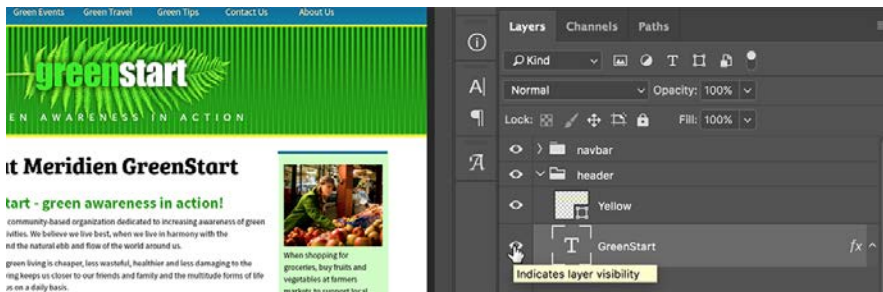 Green Events Green Travel Green Tips Contact Us About Us
greenstart
EN AWARENESS IN ACTION
t Meridien GreenStart
tart - green awareness in action!
community-based organization dedicated to increasing awareness of green
ivities. We believe we live best, when we live in harmony with the
nd the natural ebb and flow of the world around us.
green living is cheaper, less wasteful, healthier and less damaging to the
ing keeps us closer to our friends and family and the multitude forms of life
us on a daily basis.
When shopping for
groceries, buy fruits and
vegetables at farmers
markets to support local
Layers Channels Paths
Kind
Normal Opacity: 100%
Lock: Fill: 100%
navbar
header
Yellow
T GreenStart fx
Indicates layer visibility